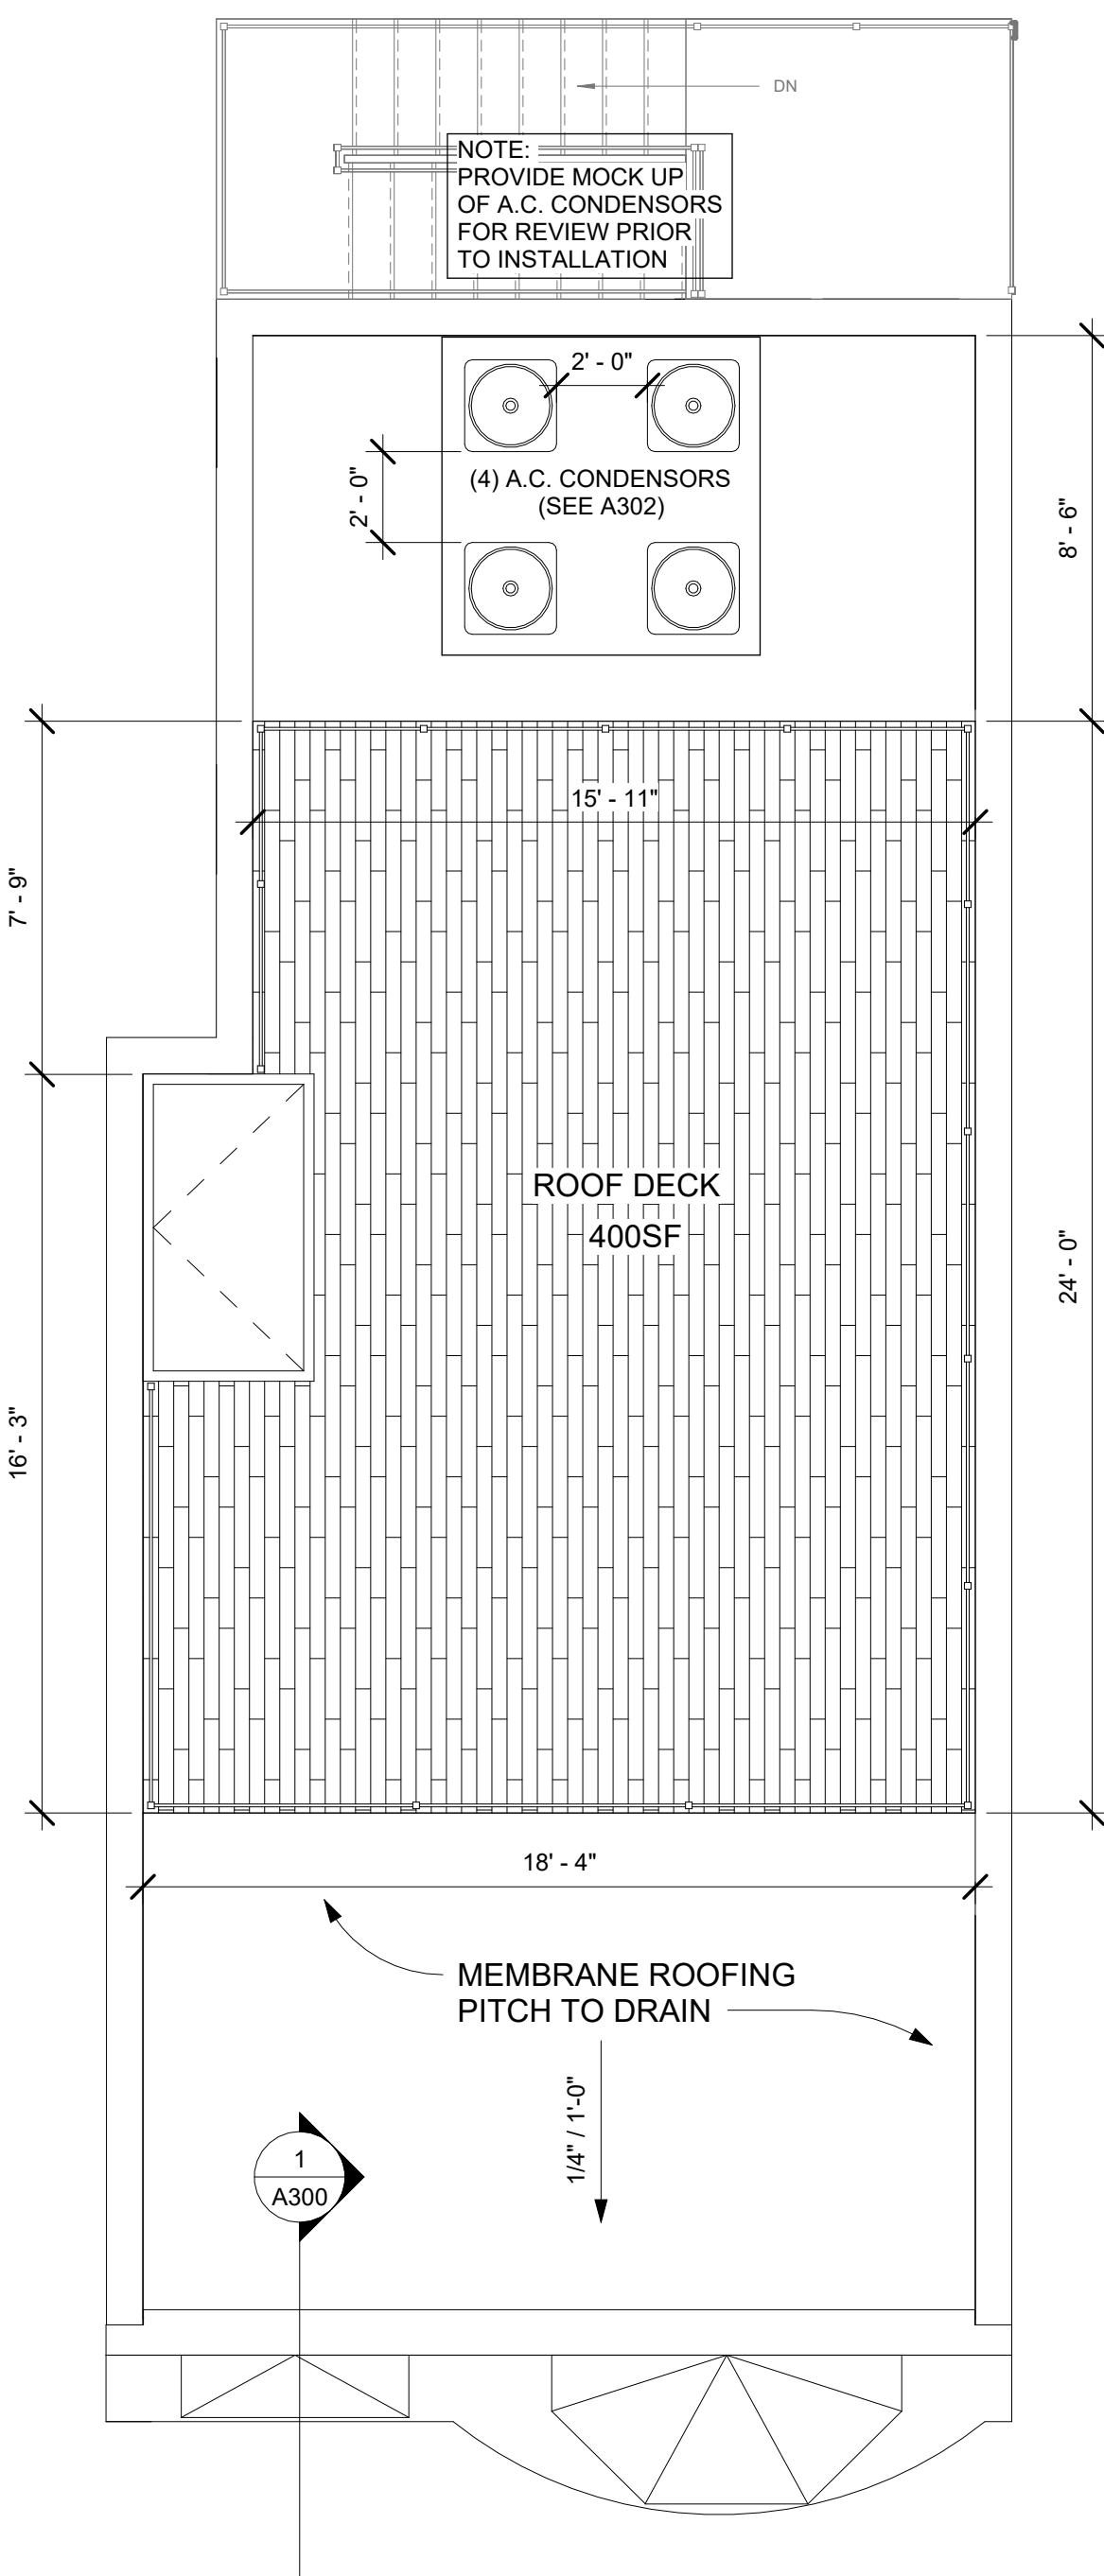 DN
NOTE:
PROVIDE MOCK UP
OF A.C. CONDENSORS
FOR REVIEW PRIOR
TO INSTALLATION
2' - 0"
2' - 0"
(4) A.C. CONDENSORS
(SEE A302)
8' - 6"
15' - 11"
7' - 9"
ROOF DECK
400SF
24' - 0"
16' - 3"
18' - 4"
MEMBRANE ROOFING
PITCH TO DRAIN
1/4" / 1'-0"
1
A300